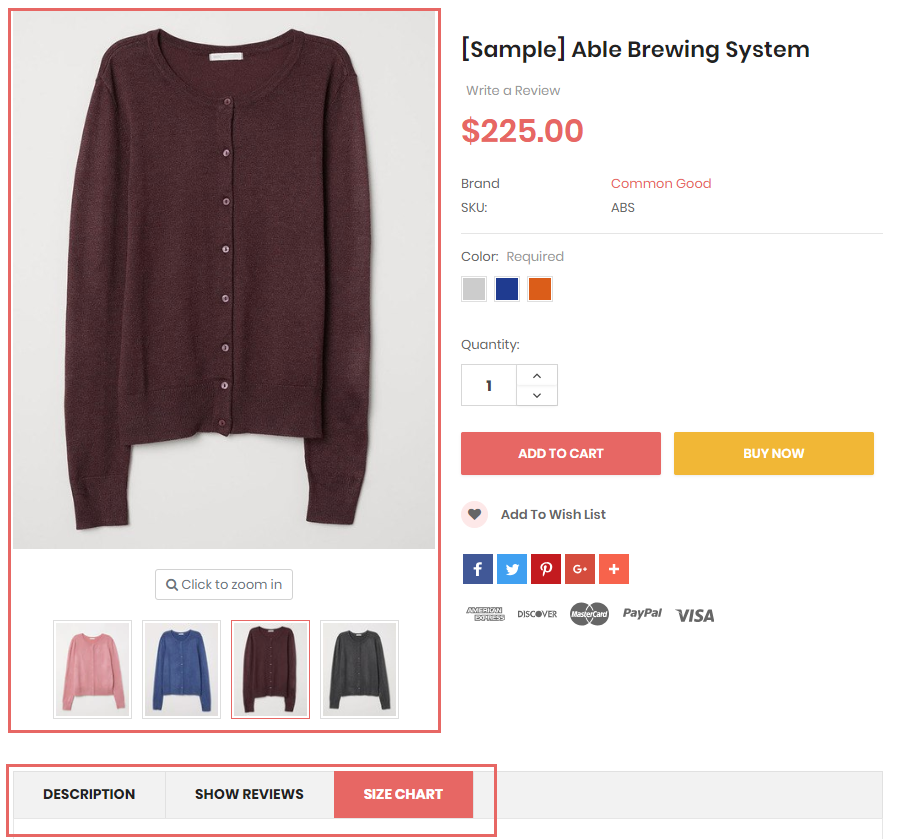 [Sample] Able Brewing System
Write a Review
$225.00
Brand Common Good
SKU: ABS
Color: Required
Quantity:
1
ADD TO CART BUY NOW
Add To Wish List
f G+ +
AMERICAN EXPRESS DISCOVER MasterCard PayPal VISA
Click to zoom in
DESCRIPTION SHOW REVIEWS SIZE CHART